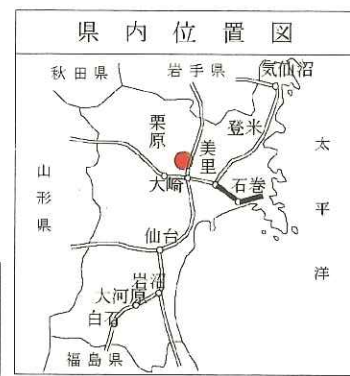 県内位置図
秋田県
岩手県
気仙沼
栗原
登米
美里
太平洋
山形県
大崎
石巻
仙台
岩沼
大河原
白石
福島県